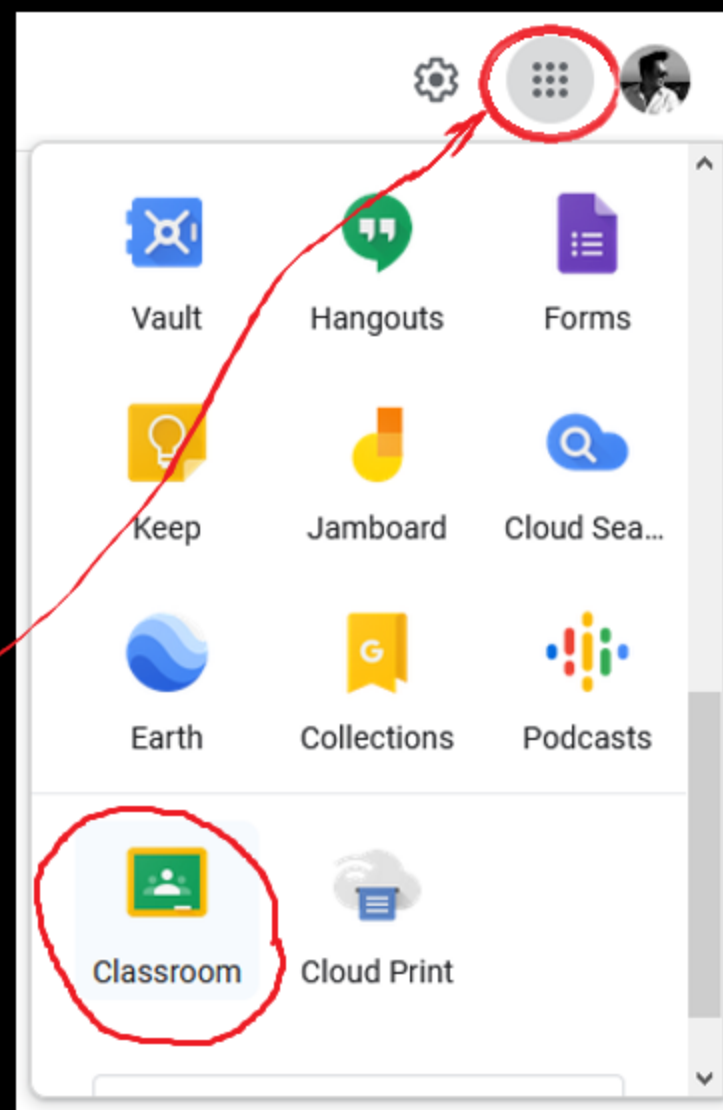 Vault Hangouts Forms
Keep Jamboard Cloud Sea...
Earth Collections Podcasts
G
Classroom Cloud Print